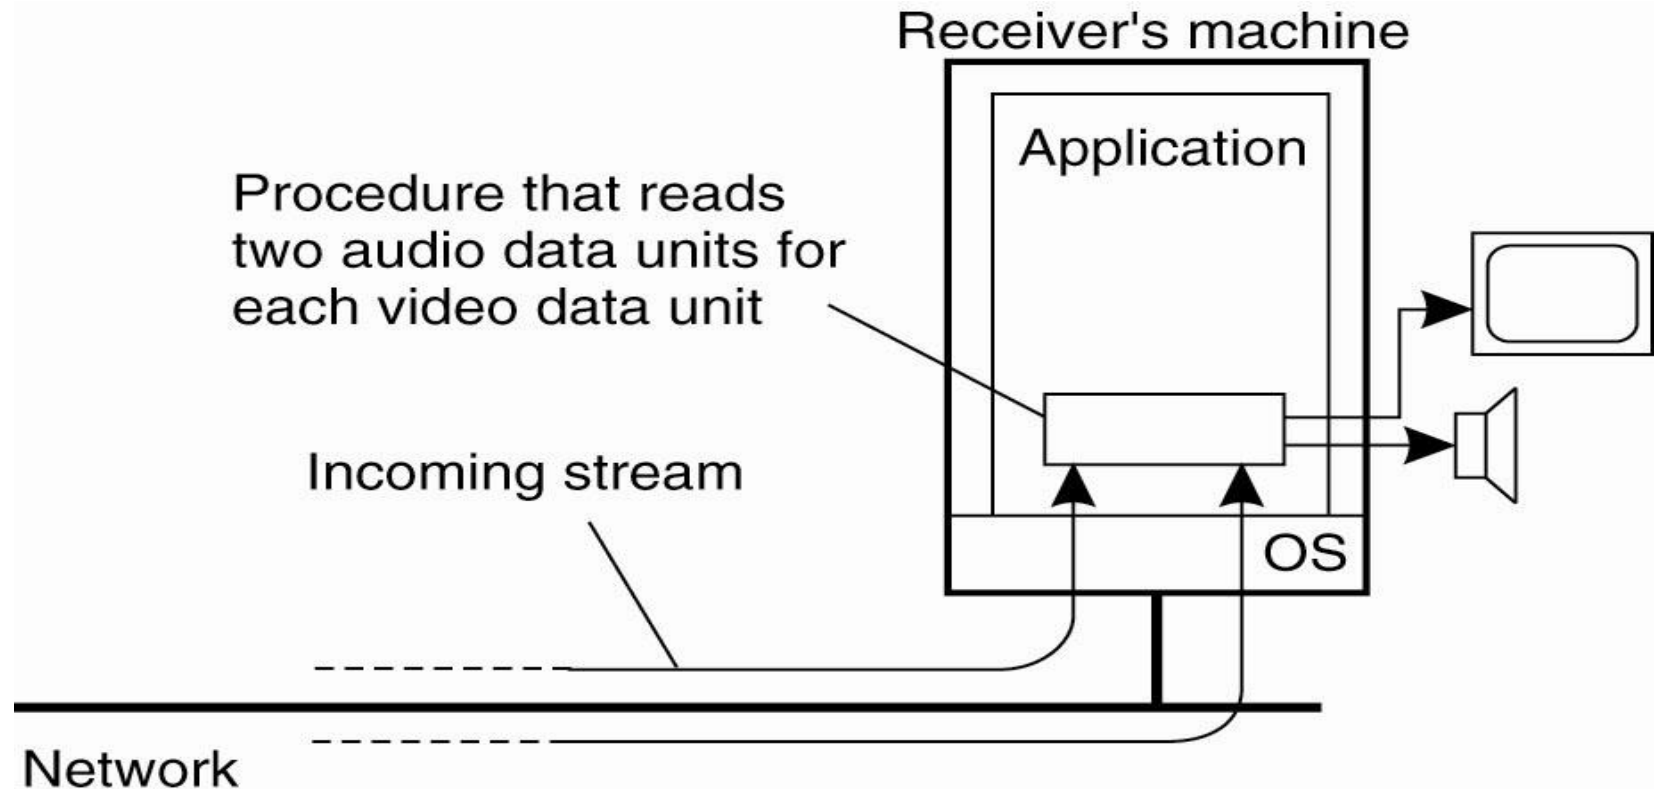 Receiver's machine
Application
Procedure that reads
two audio data units for
each video data unit
Incoming stream
OS
Network